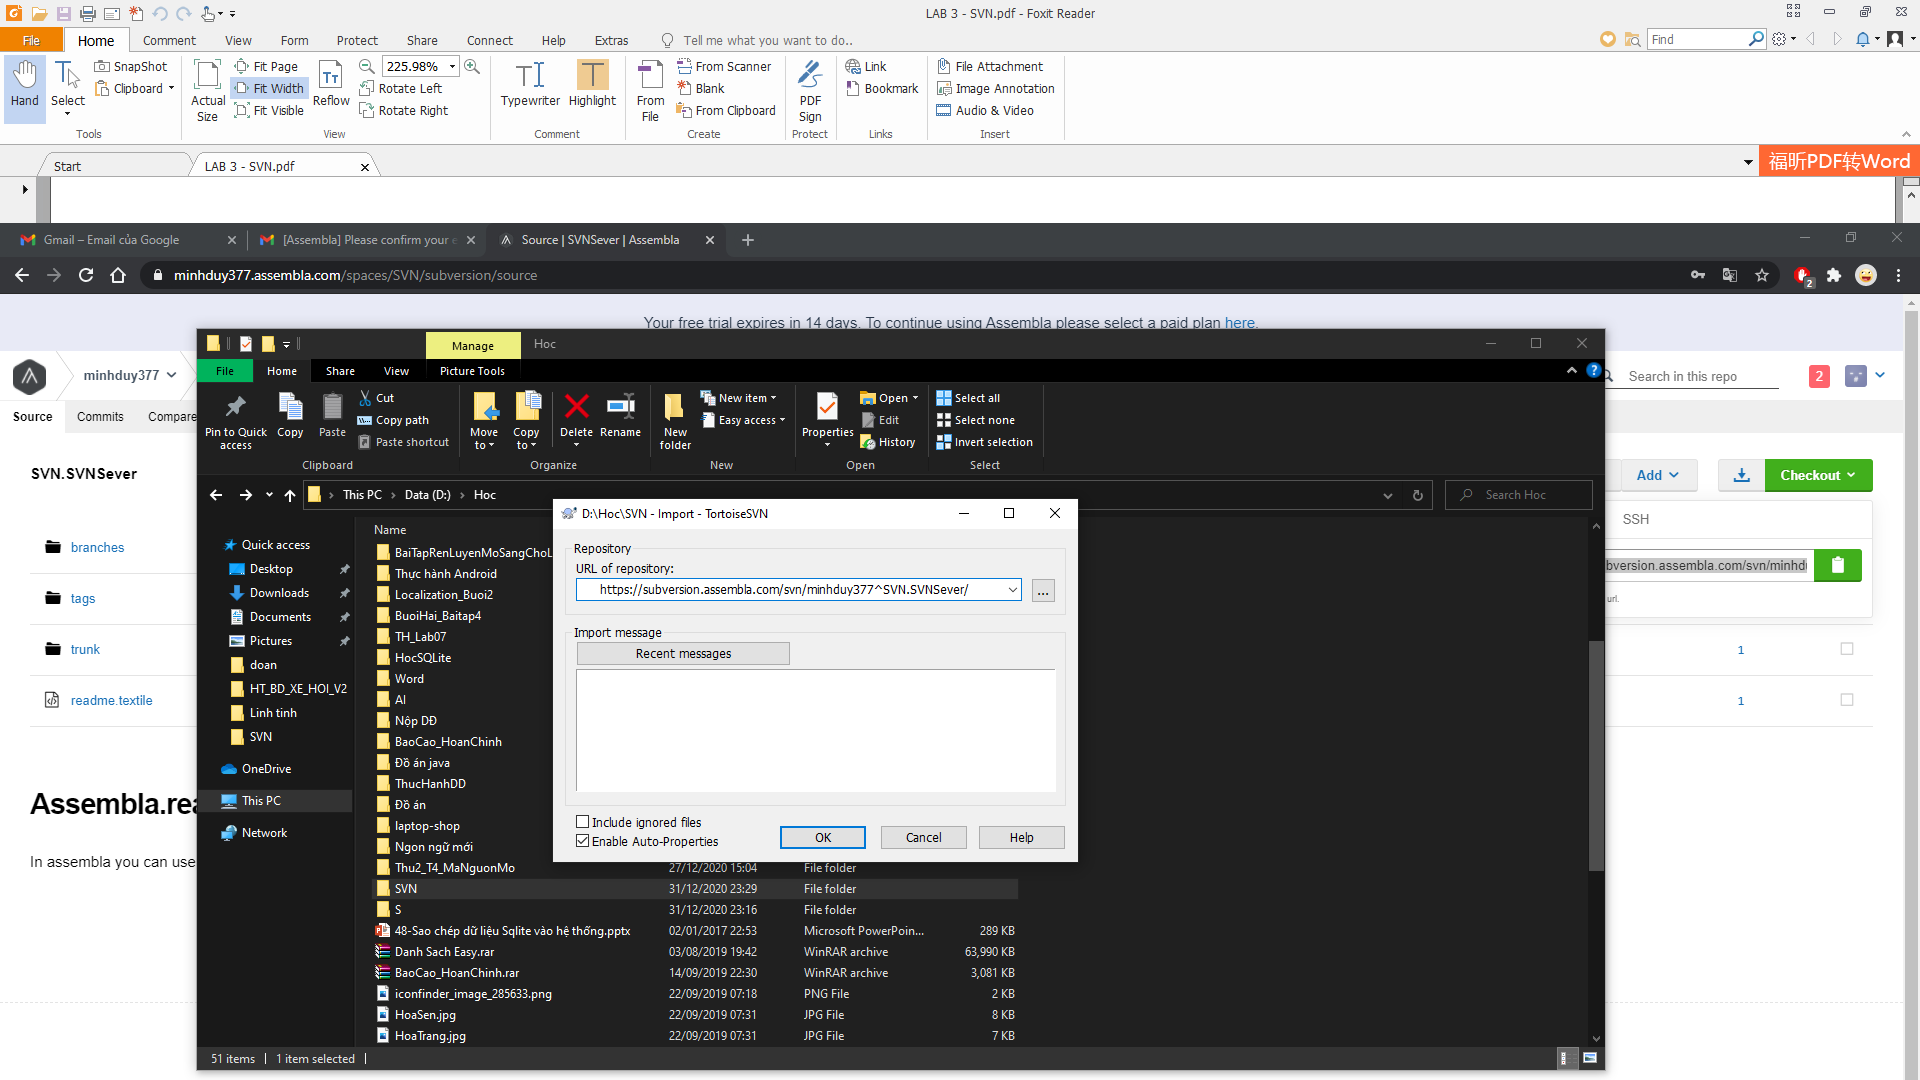 LAB 3 - SVN.pdf - Foxit Reader
File Home Comment View Form Protect Share Connect Help Extras Tell me what you want to do.. Find
Hand
Select
SnapShot
Clipboard
Tools
Actual Size
Fit Page
Fit Width
Fit Visible
Reflow
225.98%
Rotate Left
Rotate Right
View
Typewriter
Highlight
Comment
From File
From Scanner
Blank
From Clipboard
Create
PDF Sign
Protect
Link
Bookmark
Links
File Attachment
Image Annotation
Audio & Video
Insert
Start
LAB 3 - SVN.pdf
福昕PDF转Word
Gmail – Email của Google
[Assembla] Please confirm your e
Source | SVNSever | Assembla
minhduy377.assembla.com/spaces/SVN/subversion/source
2
Your free trial expires in 14 days. To continue using Assembla please select a paid plan here.
minhduy377
Search in this repo
2
Source Commits Compare
SVN.SVNSever
Add
Checkout
SSH
bversion.assembla.com/svn/minhd
url.
branches
tags
trunk
1
readme.textile
1
Assembla.rea
In assembla you can use
Manage
Hoc
File Home Share View Picture Tools
Pin to Quick access
Copy
Paste
Cut
Copy path
Paste shortcut
Clipboard
Move to
Copy to
Delete
Rename
Organize
New folder
New item
Easy access
New
Properties
Open
Edit
History
Open
Select all
Select none
Invert selection
Select
This PC
Data (D:)
Hoc
Search Hoc
Quick access
Desktop
Downloads
Documents
Pictures
doan
HT_BD_XE_HOI_V2
Linh tinh
SVN
OneDrive
This PC
Network
Name
BaiTapRenLuyenMoSangChoL
Thực hành Android
Localization_Buoi2
BuoiHai_Baitap4
TH_Lab07
HocSQLite
Word
AI
Nộp DĐ
BaoCao_HoanChinh
Đồ án java
ThucHanhDD
Đồ án
laptop-shop
Ngon ngữ mới
Thu2_T4_MaNguonMo 27/12/2020 15:04 File folder
SVN 31/12/2020 23:29 File folder
S 31/12/2020 23:16 File folder
48-Sao chép dữ liệu Sqlite vào hệ thống.pptx 02/01/2017 22:53 Microsoft PowerPoin... 289 KB
Danh Sach Easy.rar 03/08/2019 19:42 WinRAR archive 63,990 KB
BaoCao_HoanChinh.rar 14/09/2019 22:30 WinRAR archive 3,081 KB
iconfinder_image_285633.png 22/09/2019 07:18 PNG File 2 KB
HoaSen.jpg 22/09/2019 07:31 JPG File 8 KB
HoaTrang.jpg 22/09/2019 07:31 JPG File 7 KB
51 items
1 item selected
D:\Hoc\SVN - Import - TortoiseSVN
Repository
URL of repository:
https://subversion.assembla.com/svn/minhduy377^SVN.SVNSever/
...
Import message
Recent messages
Include ignored files
Enable Auto-Properties
OK
Cancel
Help